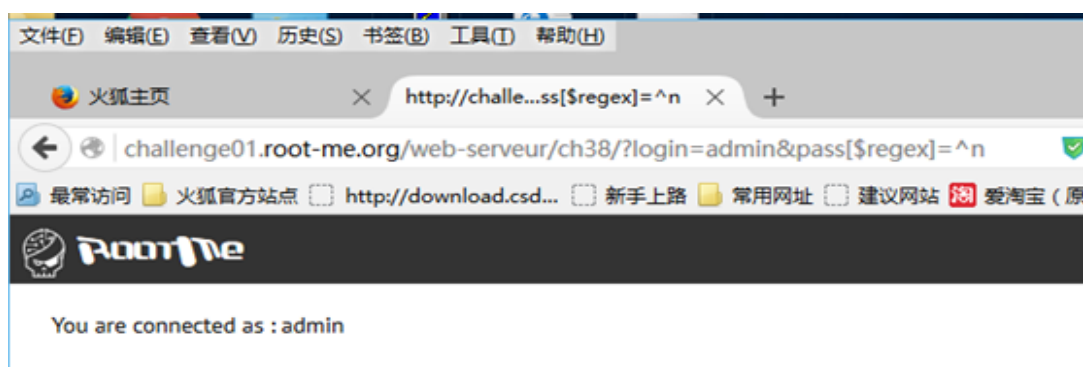 文件(F) 编辑(E) 查看(V) 历史(S) 书签(B) 工具(T) 帮助(H)
火狐主页 × http://challe...ss[$regex]=^n × +
challenge01.root-me.org/web-serveur/ch38/?login=admin&pass[$regex]=^n
最常访问 火狐官方站点 http://download.csd... 新手上路 常用网址 建议网站 淘 爱淘宝 ( 原
RootMe
You are connected as : admin